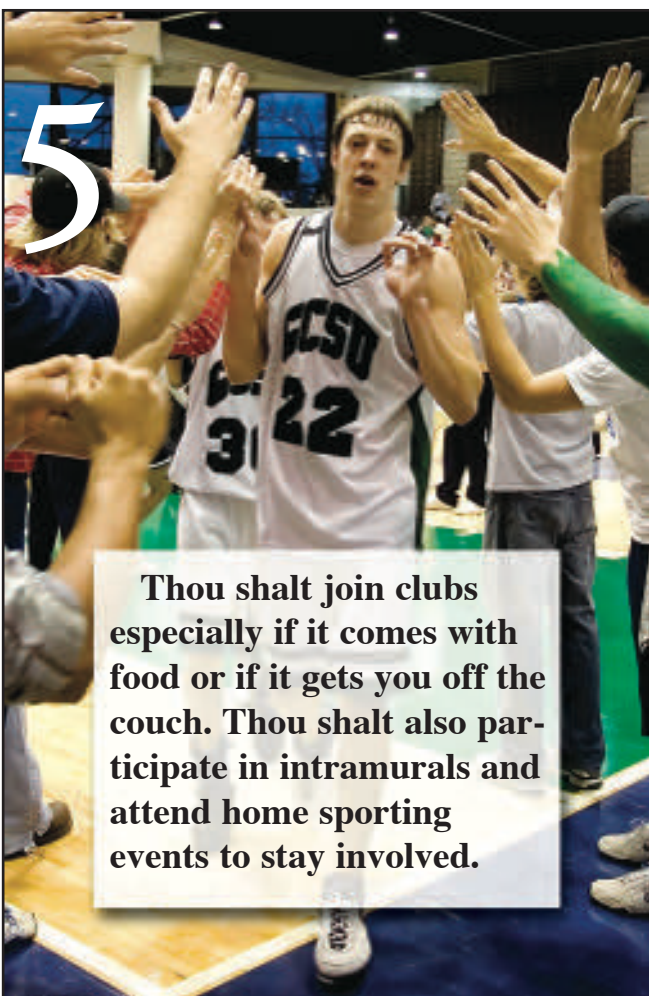 5
GCSU
22
Thou shalt join clubs
especially if it comes with
food or if it gets you off the
couch. Thou shalt also par-
ticipate in intramurals and
attend home sporting
events to stay involved.